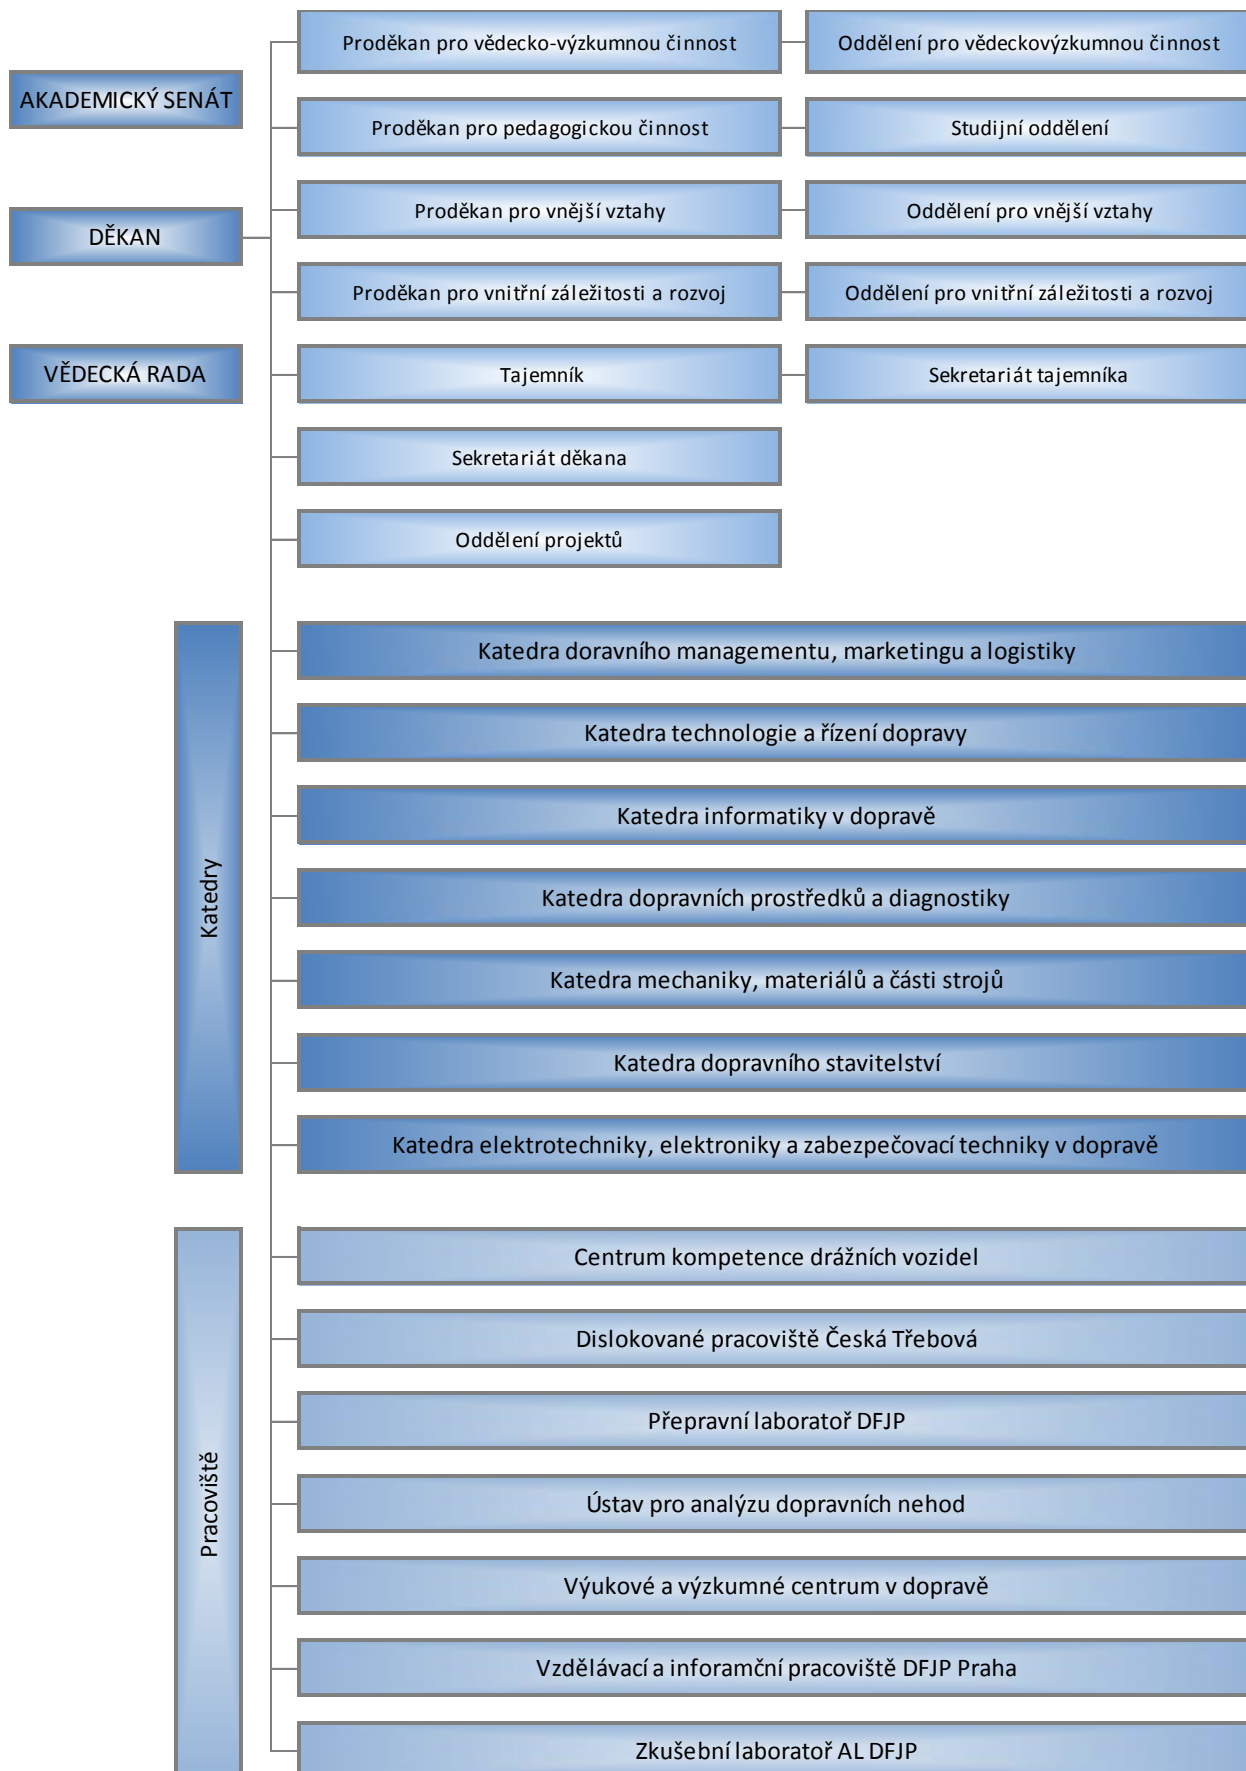 Proděkan pro vědecko-výzkumnou činnost
Oddělení pro vědeckovýzkumnou činnost
AKADEMICKÝ SENÁT
Proděkan pro pedagogickou činnost
Studijní oddělení
Proděkan pro vnější vztahy
Oddělení pro vnější vztahy
DĚKAN
Proděkan pro vnitřní záležitosti a rozvoj
Oddělení pro vnitřní záležitosti a rozvoj
VĚDECKÁ RADA
Tajemník
Sekretariát tajemníka
Sekretariát děkana
Oddělení projektů
Katedry
Katedra doravního managementu, marketingu a logistiky
Katedra technologie a řízení dopravy
Katedra informatiky v dopravě
Katedra dopravních prostředků a diagnostiky
Katedra mechaniky, materiálů a části strojů
Katedra dopravního stavitelství
Katedra elektrotechniky, elektroniky a zabezpečovací techniky v dopravě
Pracoviště
Centrum kompetence drážních vozidel
Dislokované pracoviště Česká Třebová
Přepravní laboratoř DFJP
Ústav pro analýzu dopravních nehod
Výukové a výzkumné centrum v dopravě
Vzdělávací a inforamční pracoviště DFJP Praha
Zkušební laboratoř AL DFJP